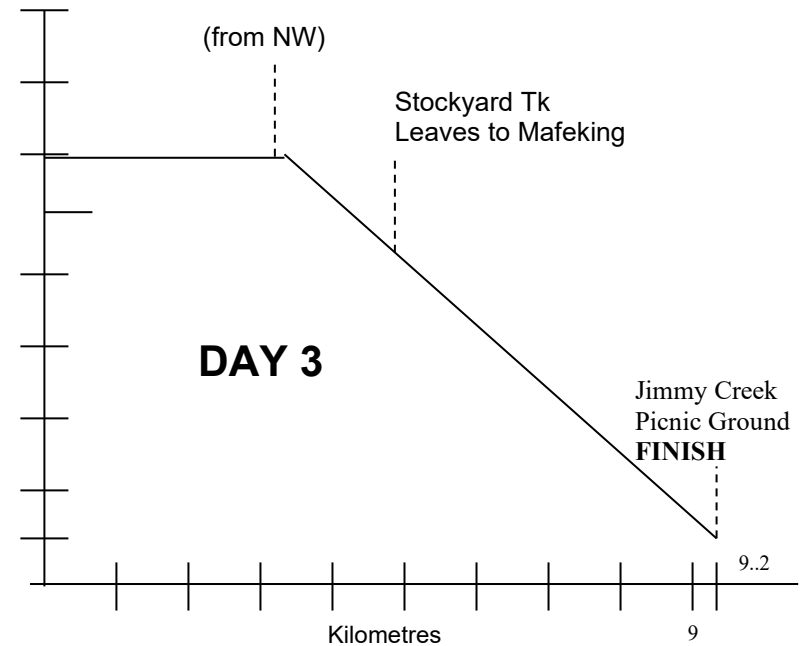 (from NW)
Stockyard Tk
Leaves to Mafeking
DAY 3
Jimmy Creek
Picnic Ground
FINISH
9..2
Kilometres
9